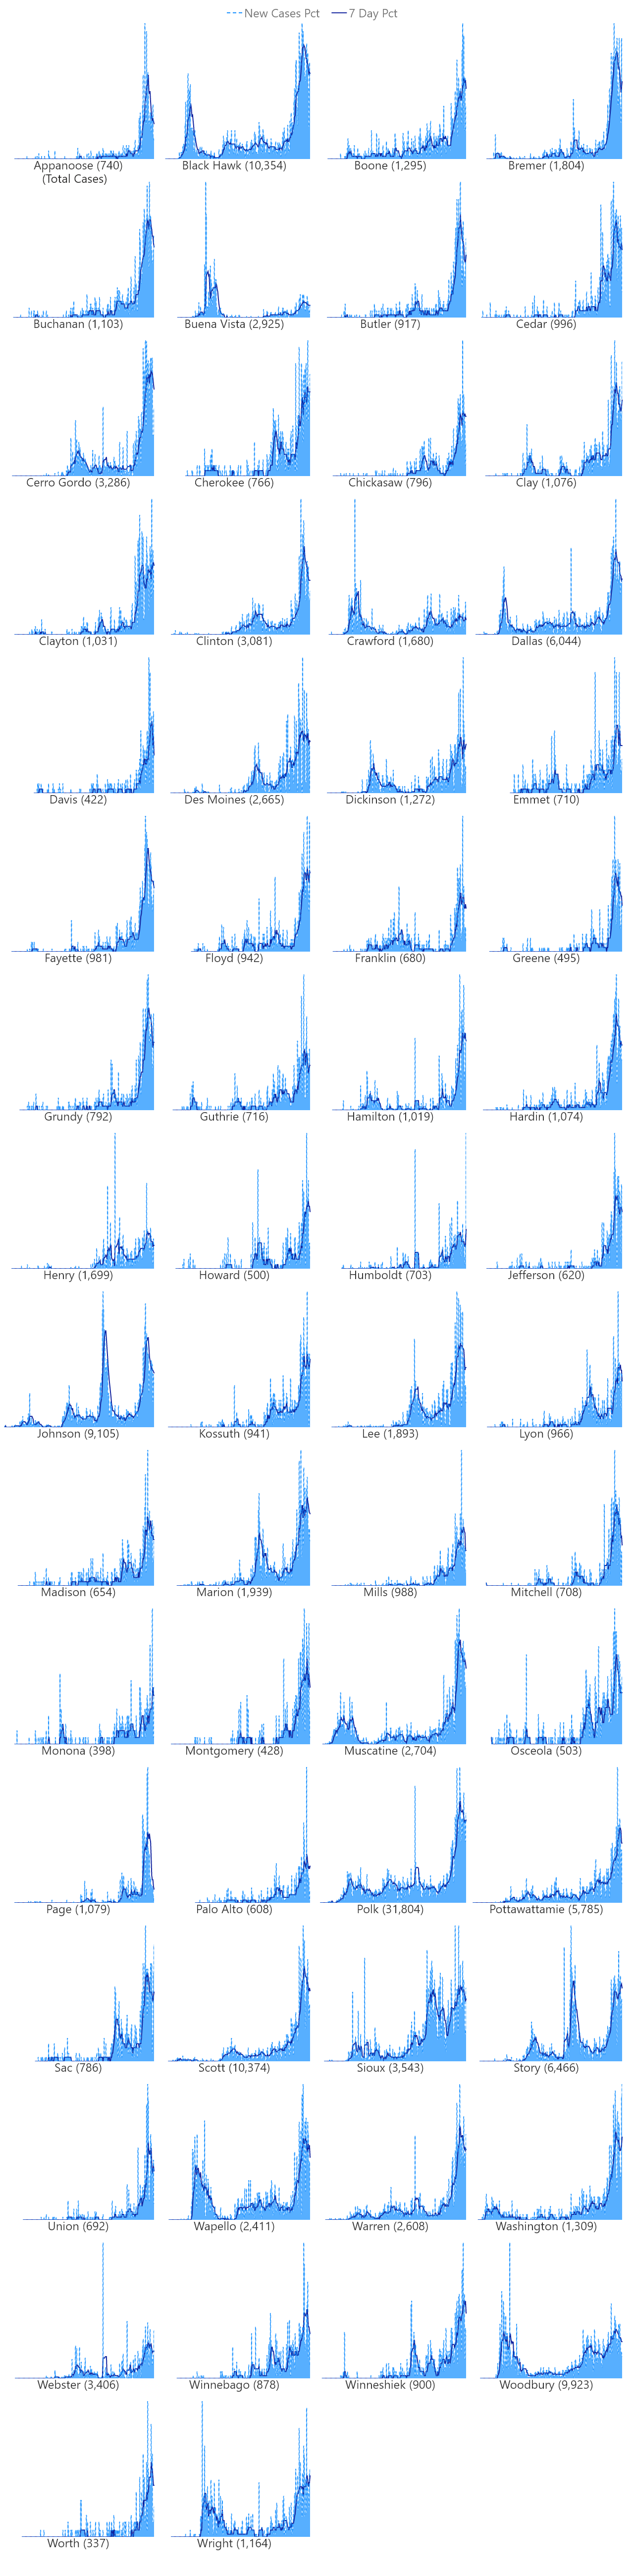 New Cases Pct 7 Day Pct
Appanoose (740) Black Hawk (10,354) Boone (1,295) Bremer (1,804)
(Total Cases)
Buchanan (1,103) Buena Vista (2,925) Butler (917) Cedar (996)
Cerro Gordo (3,286) Cherokee (766) Chickasaw (796) Clay (1,076)
Clayton (1,031) Clinton (3,081) Crawford (1,680) Dallas (6,044)
Davis (422) Des Moines (2,665) Dickinson (1,272) Emmet (710)
Fayette (981) Floyd (942) Franklin (680) Greene (495)
Grundy (792) Guthrie (716) Hamilton (1,019) Hardin (1,074)
Henry (1,699) Howard (500) Humboldt (703) Jefferson (620)
Johnson (9,105) Kossuth (941) Lee (1,893) Lyon (966)
Madison (654) Marion (1,939) Mills (988) Mitchell (708)
Monona (398) Montgomery (428) Muscatine (2,704) Osceola (503)
Page (1,079) Palo Alto (608) Polk (31,804) Pottawattamie (5,785)
Sac (786) Scott (10,374) Sioux (3,543) Story (6,466)
Union (692) Wapello (2,411) Warren (2,608) Washington (1,309)
Webster (3,406) Winnebago (878) Winneshiek (900) Woodbury (9,923)
Worth (337) Wright (1,164)